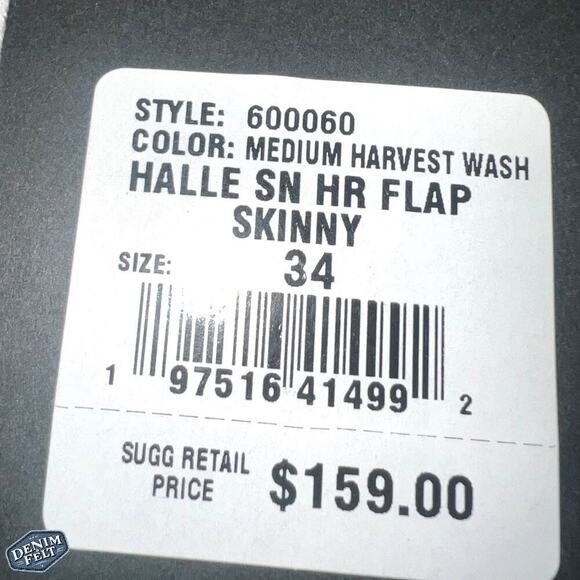 STYLE: 600060
COLOR: MEDIUM HARVEST WASH
HALLE SN HR FLAP
SKINNY
SIZE: 34
1 97516 41499 2
SUGG RETAIL
PRICE
$159.00
DENIM
& FELT